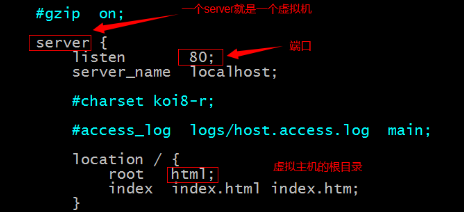 #gzip  on;
一个server就是一个虚拟机
server {
listen       80;
端口
server_name  localhost;
#charset koi8-r;
#access_log  logs/host.access.log  main;
location / {
root   html;
虚拟主机的根目录
index  index.html index.htm;
}